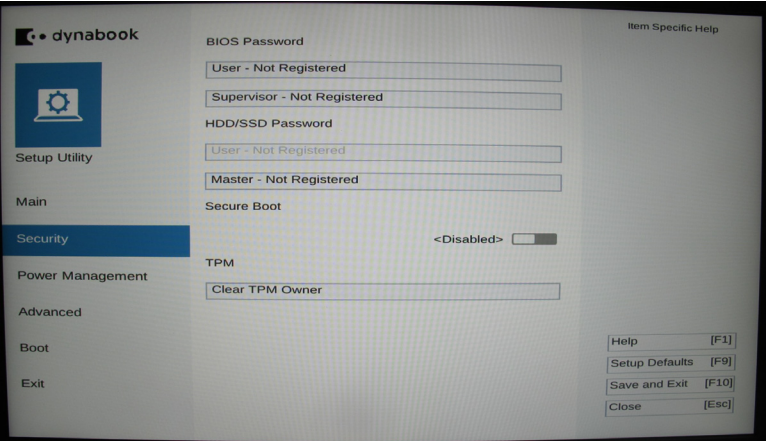 dynabook
Setup Utility
Main
Security
Power Management
Advanced
Boot
Exit
BIOS Password
User - Not Registered
Supervisor - Not Registered
HDD/SSD Password
User - Not Registered
Master - Not Registered
Secure Boot
<Disabled>
TPM
Clear TPM Owner
Item Specific Help
Help [F1]
Setup Defaults [F9]
Save and Exit [F10]
Close [Esc]